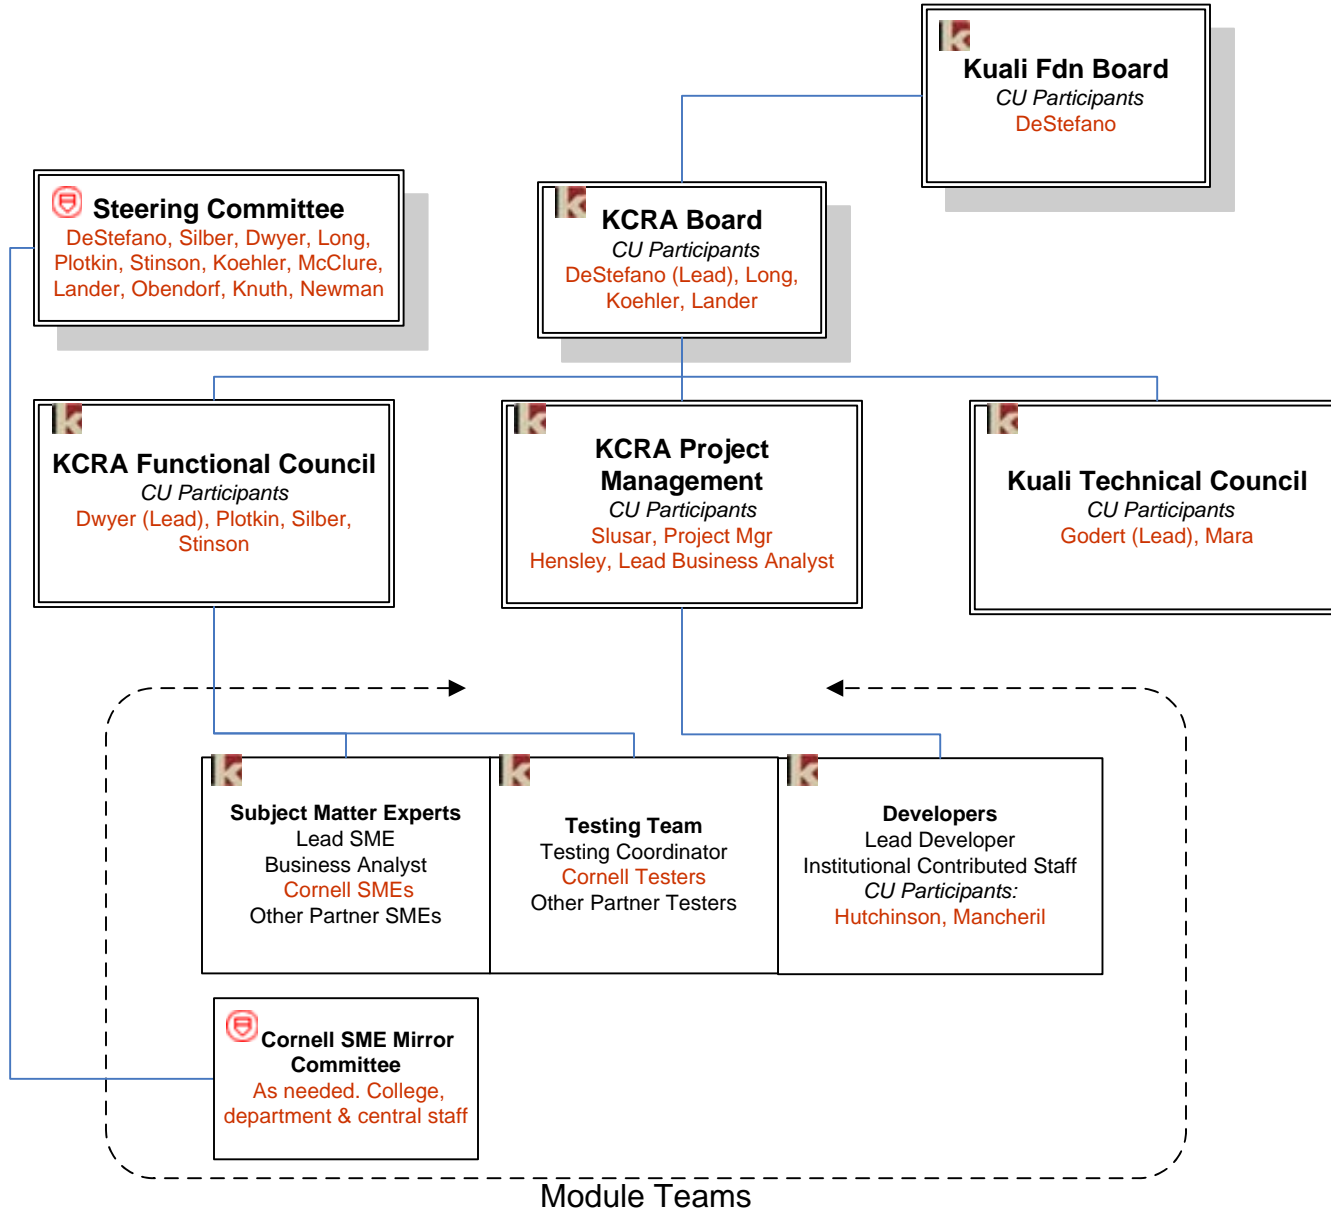 Kuali Fdn Board
CU Participants
DeStefano
Steering Committee
DeStefano, Silber, Dwyer, Long,
Plotkin, Stinson, Koehler, McClure,
Lander, Obendorf, Knuth, Newman
KCRA Board
CU Participants
DeStefano (Lead), Long,
Koehler, Lander
KCRA Functional Council
CU Participants
Dwyer (Lead), Plotkin, Silber,
Stinson
KCRA Project
Management
CU Participants
Slusar, Project Mgr
Hensley, Lead Business Analyst
Kuali Technical Council
CU Participants
Godert (Lead), Mara
Subject Matter Experts
Lead SME
Business Analyst
Cornell SMEs
Other Partner SMEs
Testing Team
Testing Coordinator
Cornell Testers
Other Partner Testers
Developers
Lead Developer
Institutional Contributed Staff
CU Participants:
Hutchinson, Mancheril
Cornell SME Mirror
Committee
As needed. College,
department & central staff
Module Teams